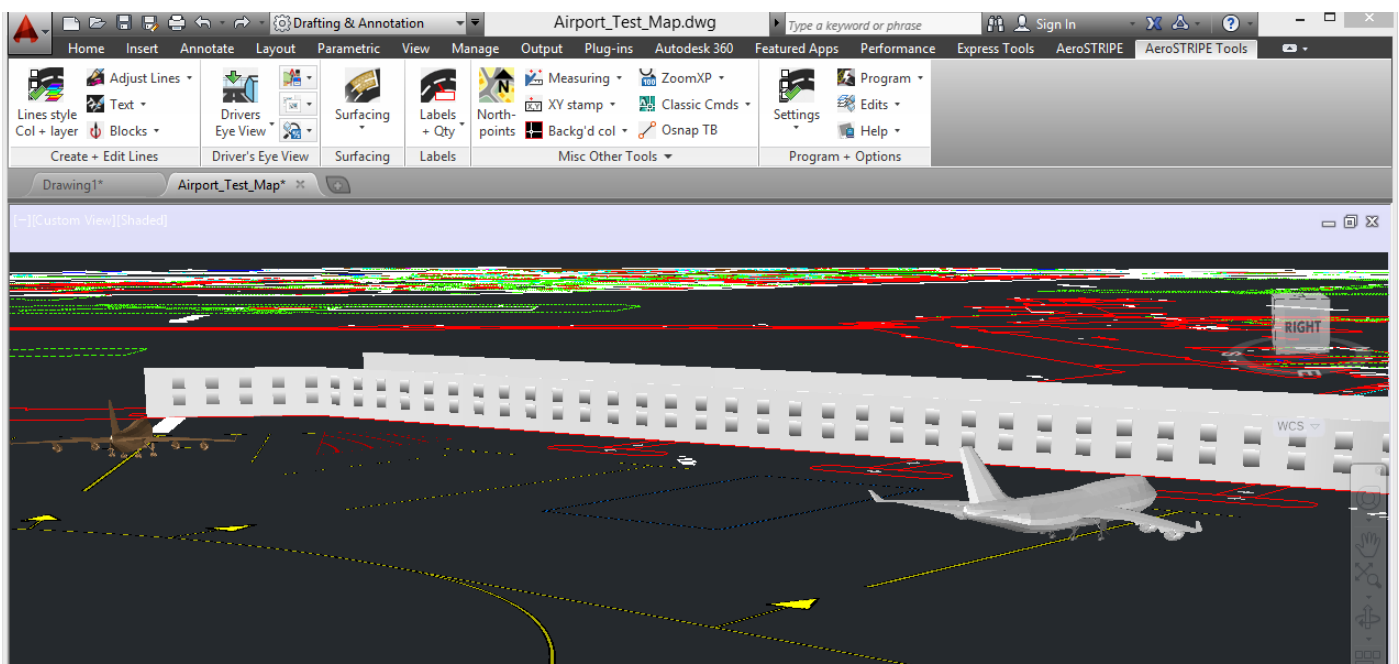 Drafting & Annotation
Airport_Test_Map.dwg
Type a keyword or phrase
Sign In
Home Insert Annotate Layout Parametric View Manage Output Plug-ins Autodesk 360 Featured Apps Performance Express Tools AeroSTRIPE AeroSTRIPE Tools
Lines style
Col + layer
Adjust Lines
Text
Blocks
Create + Edit Lines
Drivers
Eye View
Driver's Eye View
Surfacing
Surfacing
Labels
+ Qty
Labels
North-
points
N
Measuring
X,Y XY stamp
Backg'd col
ZoomXP
100
Classic Cmds
Osnap TB
Misc Other Tools
Settings
Program
Edits
Help
Program + Options
Drawing1*
Airport_Test_Map*
[−][Custom View][Shaded]
RIGHT
S
E
WCS